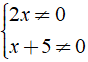 2x ≠ 0
x + 5 ≠ 0